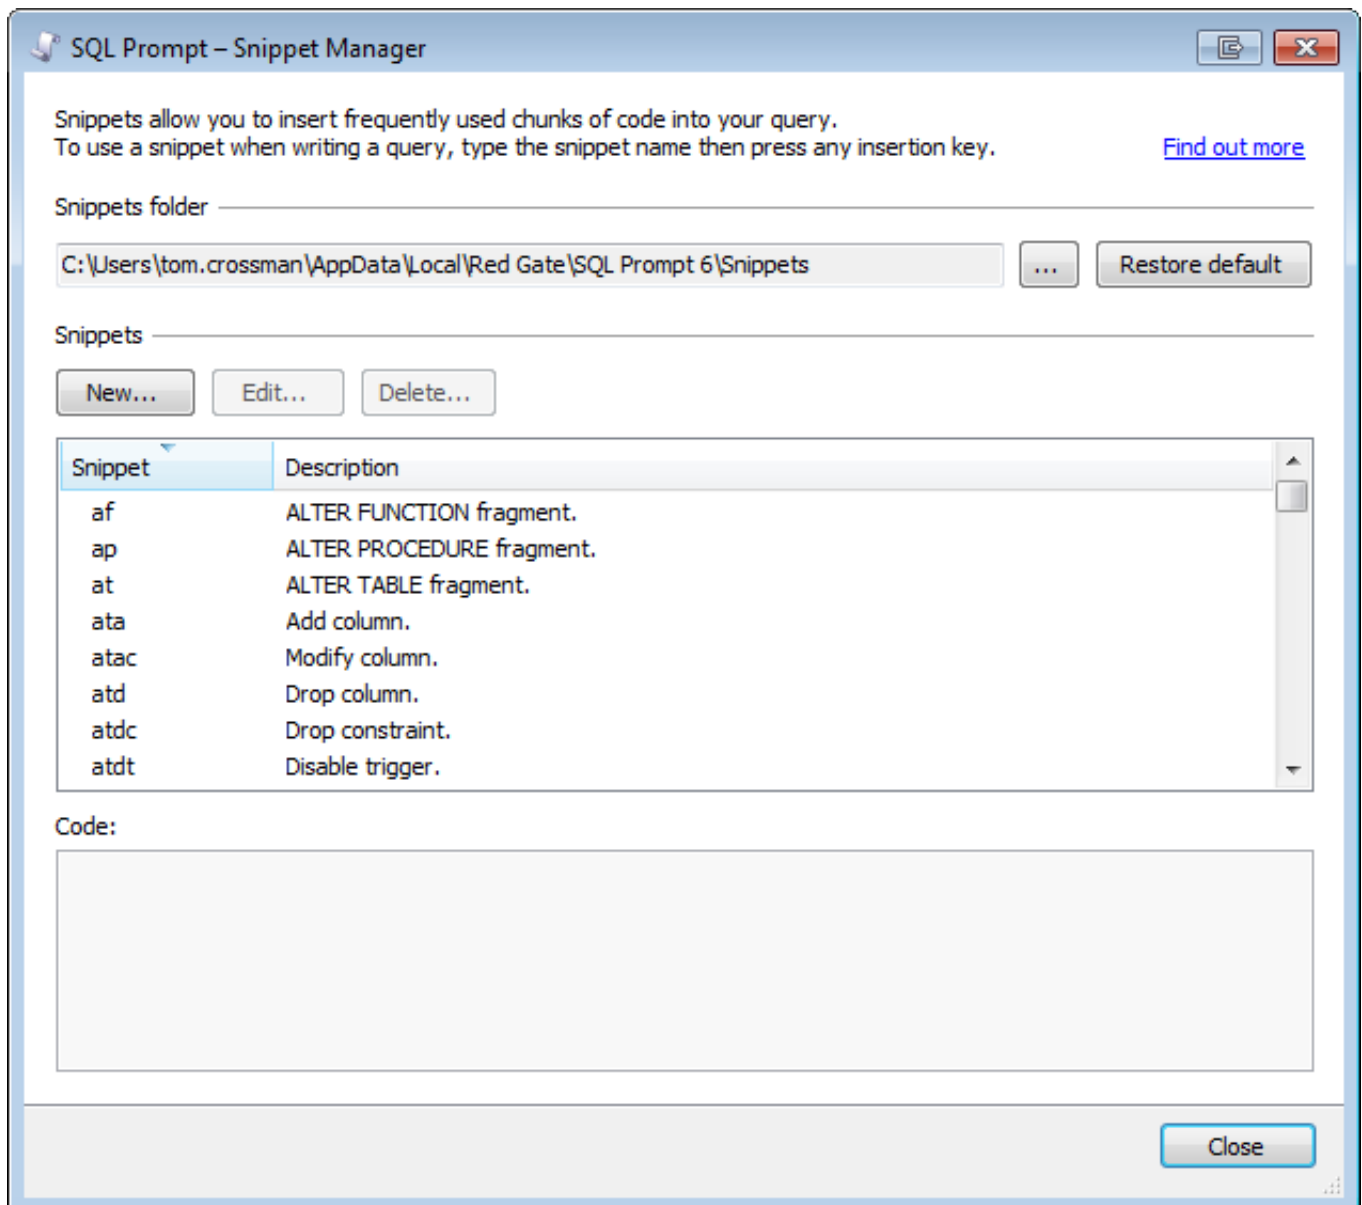 SQL Prompt – Snippet Manager
Snippets allow you to insert frequently used chunks of code into your query.
To use a snippet when writing a query, type the snippet name then press any insertion key. Find out more
Snippets folder
C:\Users\tom.crossman\AppData\Local\Red Gate\SQL Prompt 6\Snippets ... Restore default
Snippets
New... Edit... Delete...
Snippet Description
af ALTER FUNCTION fragment.
ap ALTER PROCEDURE fragment.
at ALTER TABLE fragment.
ata Add column.
atac Modify column.
atd Drop column.
atdc Drop constraint.
atdt Disable trigger.
Code:
Close